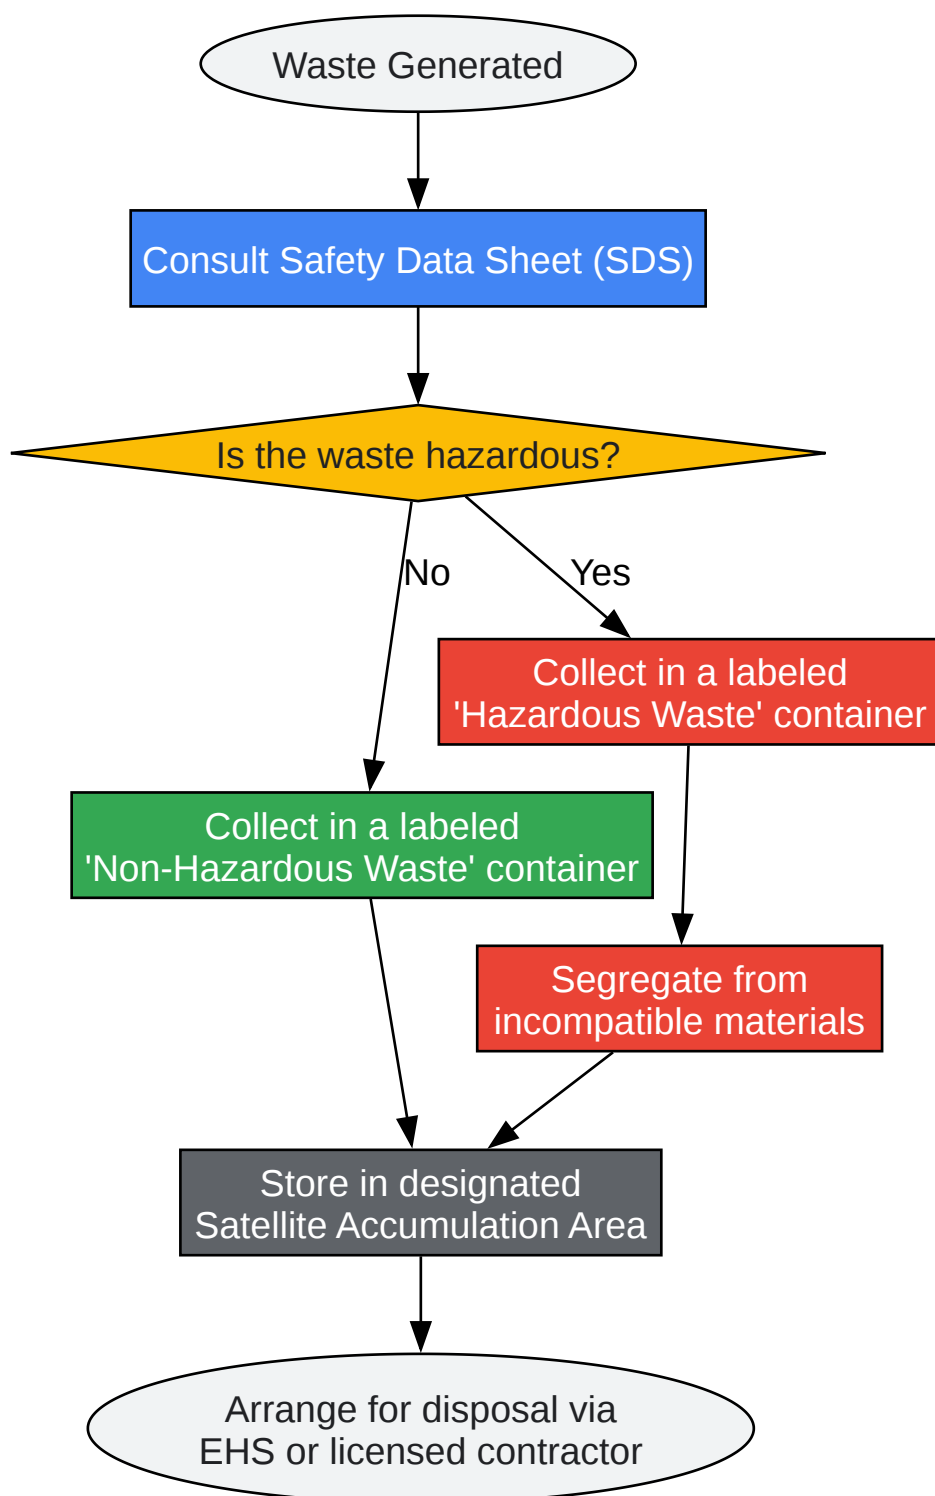 Waste Generated
Consult Safety Data Sheet (SDS)
Is the waste hazardous?
No
Yes
Collect in a labeled
'Hazardous Waste' container
Collect in a labeled
'Non-Hazardous Waste' container
Segregate from
incompatible materials
Store in designated
Satellite Accumulation Area
Arrange for disposal via
EHS or licensed contractor